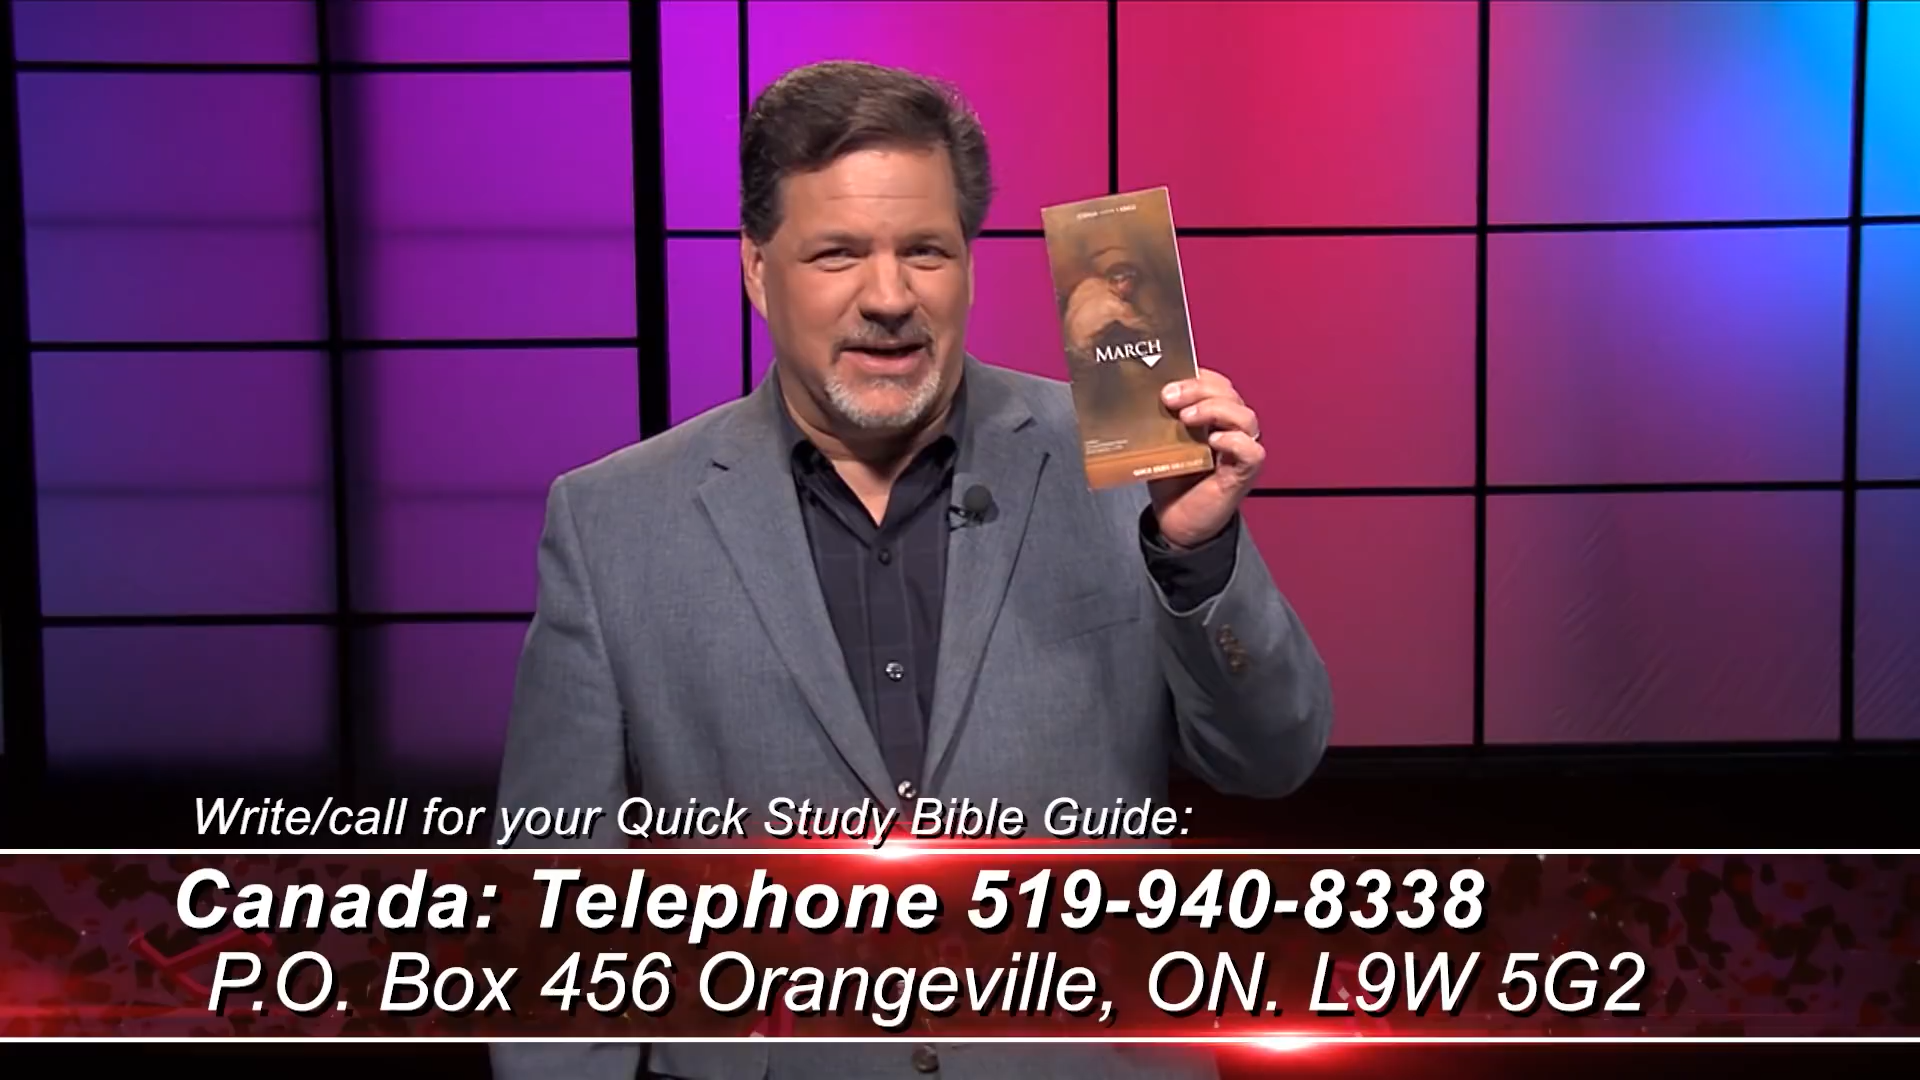 MARCH
Write/call for your Quick Study Bible Guide:
Canada: Telephone 519-940-8338
P.O. Box 456 Orangeville, ON. L9W 5G2